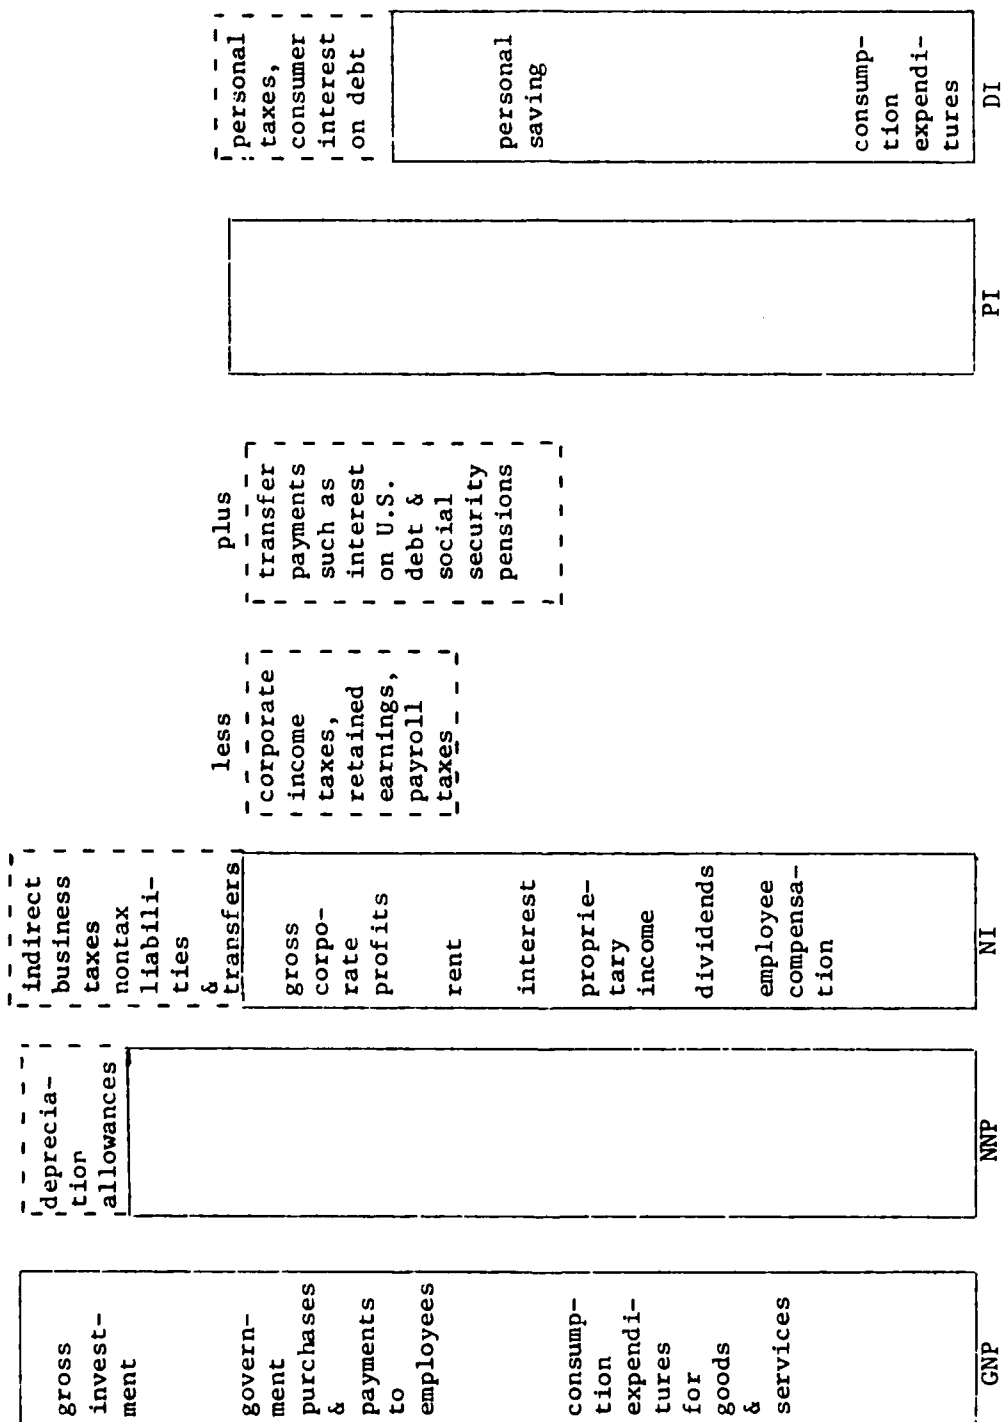 gross
invest-
ment
govern-
ment
purchases
&
payments
to
employees
consump-
tion
expendi-
tures
for
goods
&
services
GNP
deprecia-
tion
allowances
NNP
indirect
business
taxes
nontax
liabili-
ties
& transfers
gross
corpo-
rate
profits
rent
interest
proprie-
tary
income
dividends
employee
compensa-
tion
NI
less
corporate
income
taxes,
retained
earnings,
payroll
taxes
plus
transfer
payments
such as
interest
on U.S.
debt &
social
security
pensions
PI
personal
taxes,
consumer
interest
on debt
personal
saving
consump-
tion
expendi-
tures
DI